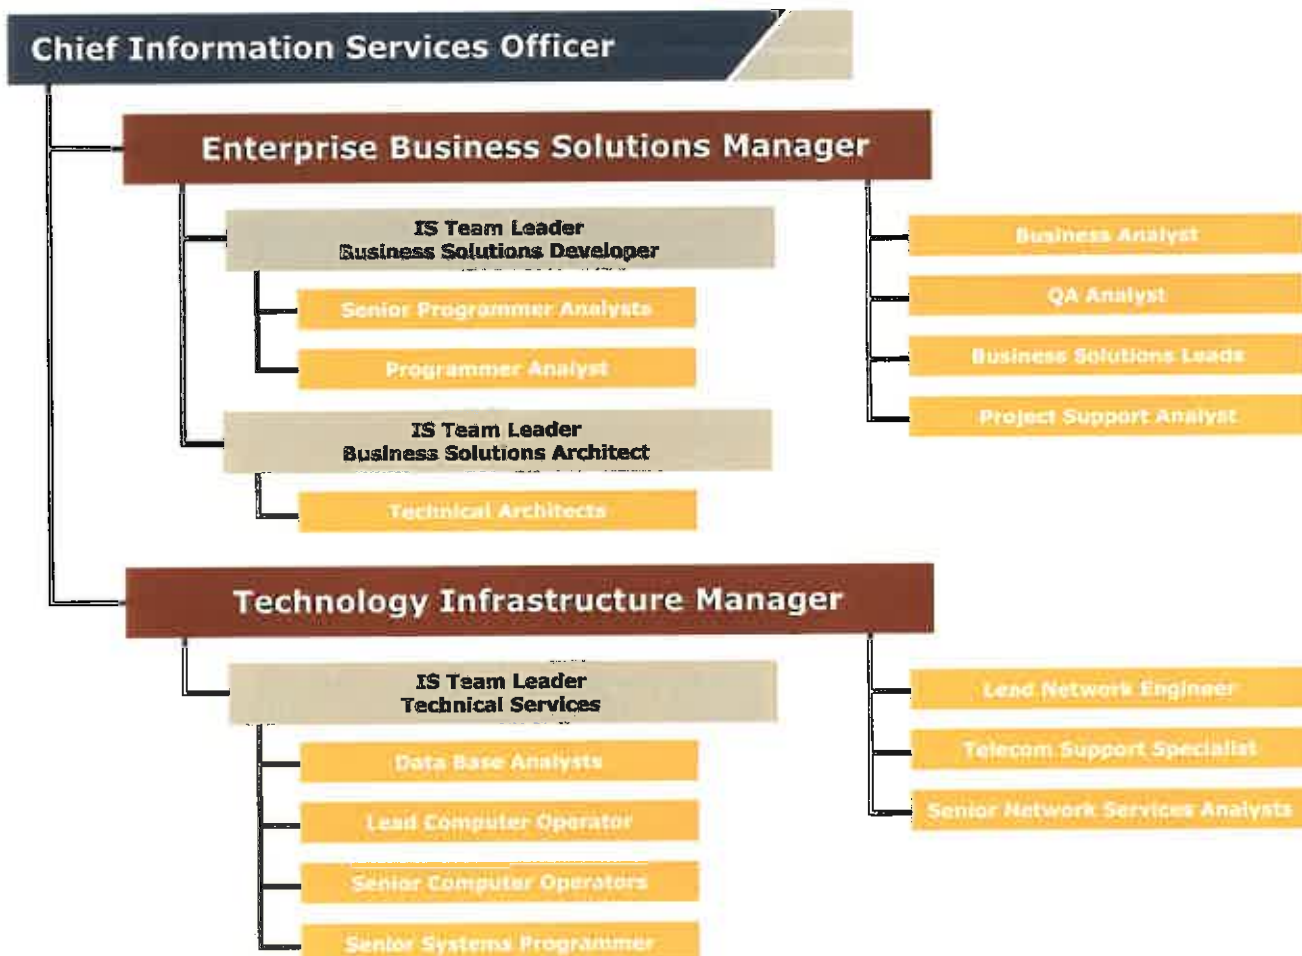 Chief Information Services Officer
Enterprise Business Solutions Manager
IS Team Leader
Business Solutions Developer
Senior Programmer Analysts
Programmer Analyst
IS Team Leader
Business Solutions Architect
Technical Architects
Business Analyst
QA Analyst
Business Solutions Leads
Project Support Analyst
Technology Infrastructure Manager
IS Team Leader
Technical Services
Data Base Analysts
Lead Computer Operator
Senior Computer Operators
Senior Systems Programmer
Lead Network Engineer
Telecom Support Specialist
Senior Network Services Analysts